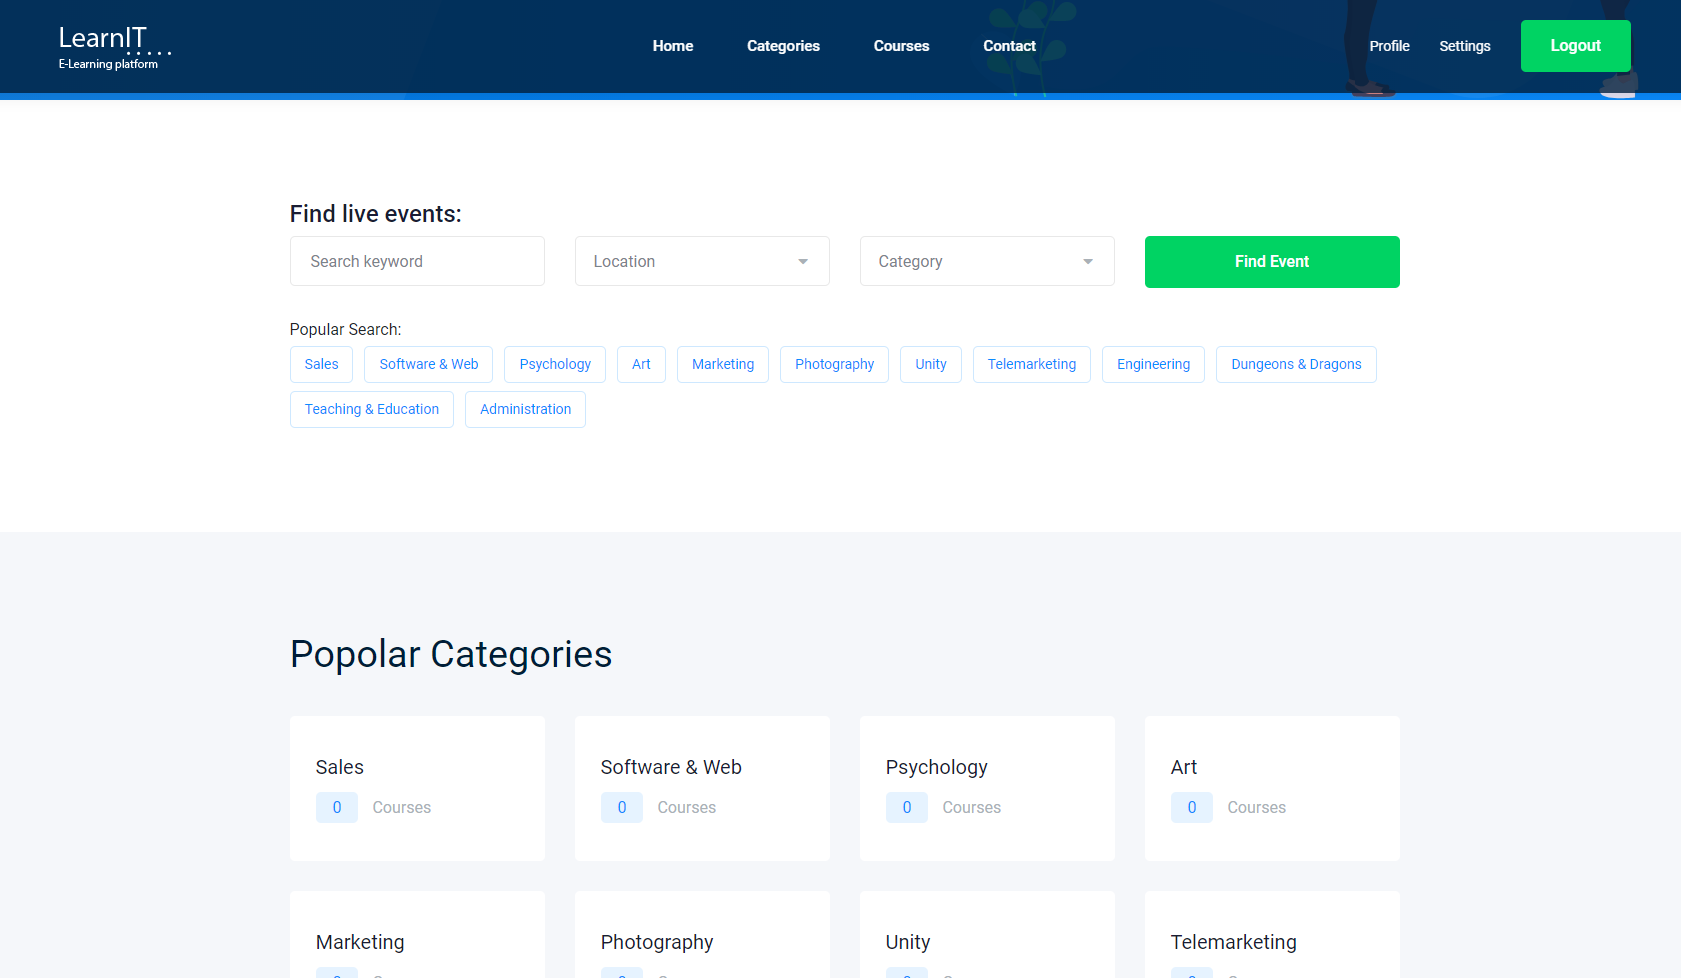 LearnIT
E-Learning platform
Home Categories Courses Contact Profile Settings Logout
Find live events:
Search keyword Location Category Find Event
Popular Search:
Sales Software & Web Psychology Art Marketing Photography Unity Telemarketing Engineering Dungeons & Dragons
Teaching & Education Administration
Popolar Categories
Sales Software & Web Psychology Art
0 Courses 0 Courses 0 Courses 0 Courses
Marketing Photography Unity Telemarketing